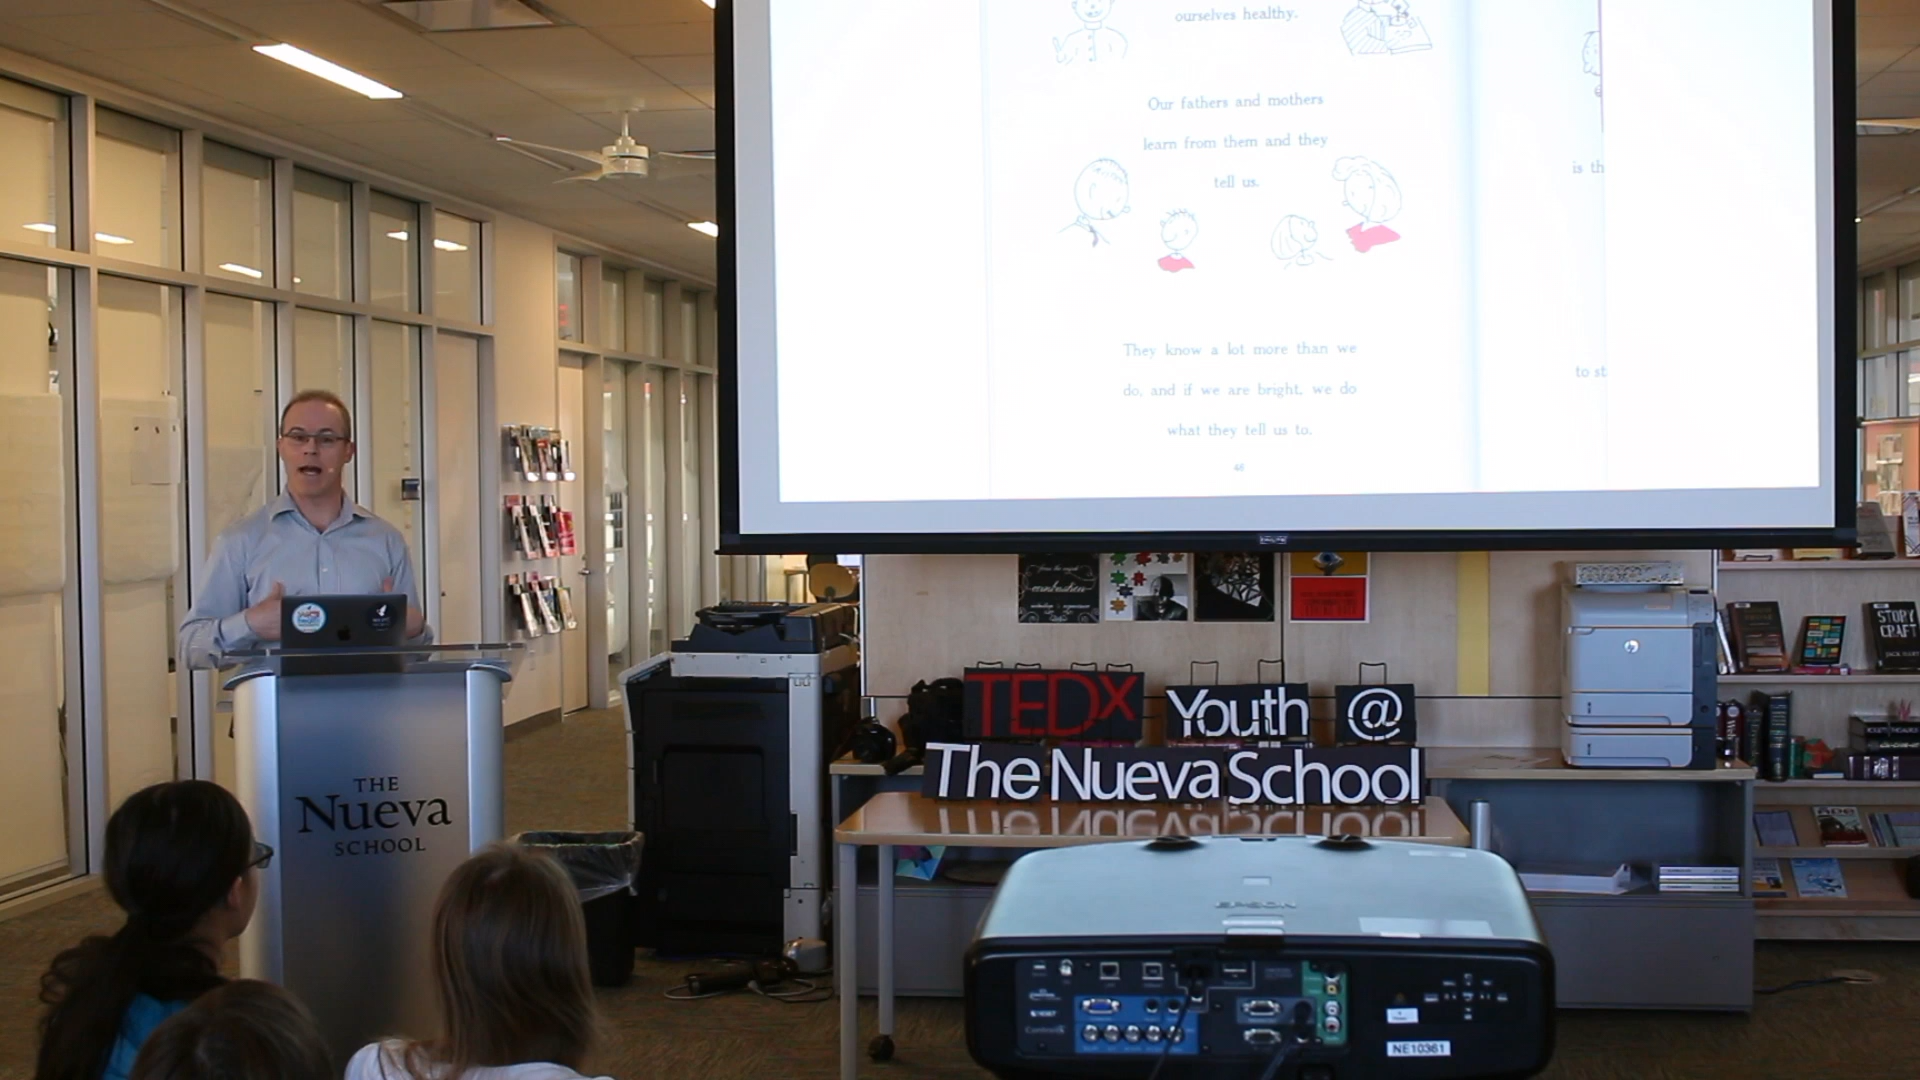 ourselves healthy.
Our fathers and mothers
learn from them and they
tell us.
They know a lot more than we
do, and if we are bright, we do
what they tell us to.
48
is th
to st
TEDx
Youth @
The Nueva School
THE
Nueva
SCHOOL
STORY
CRAFT
EPSON
NE10361